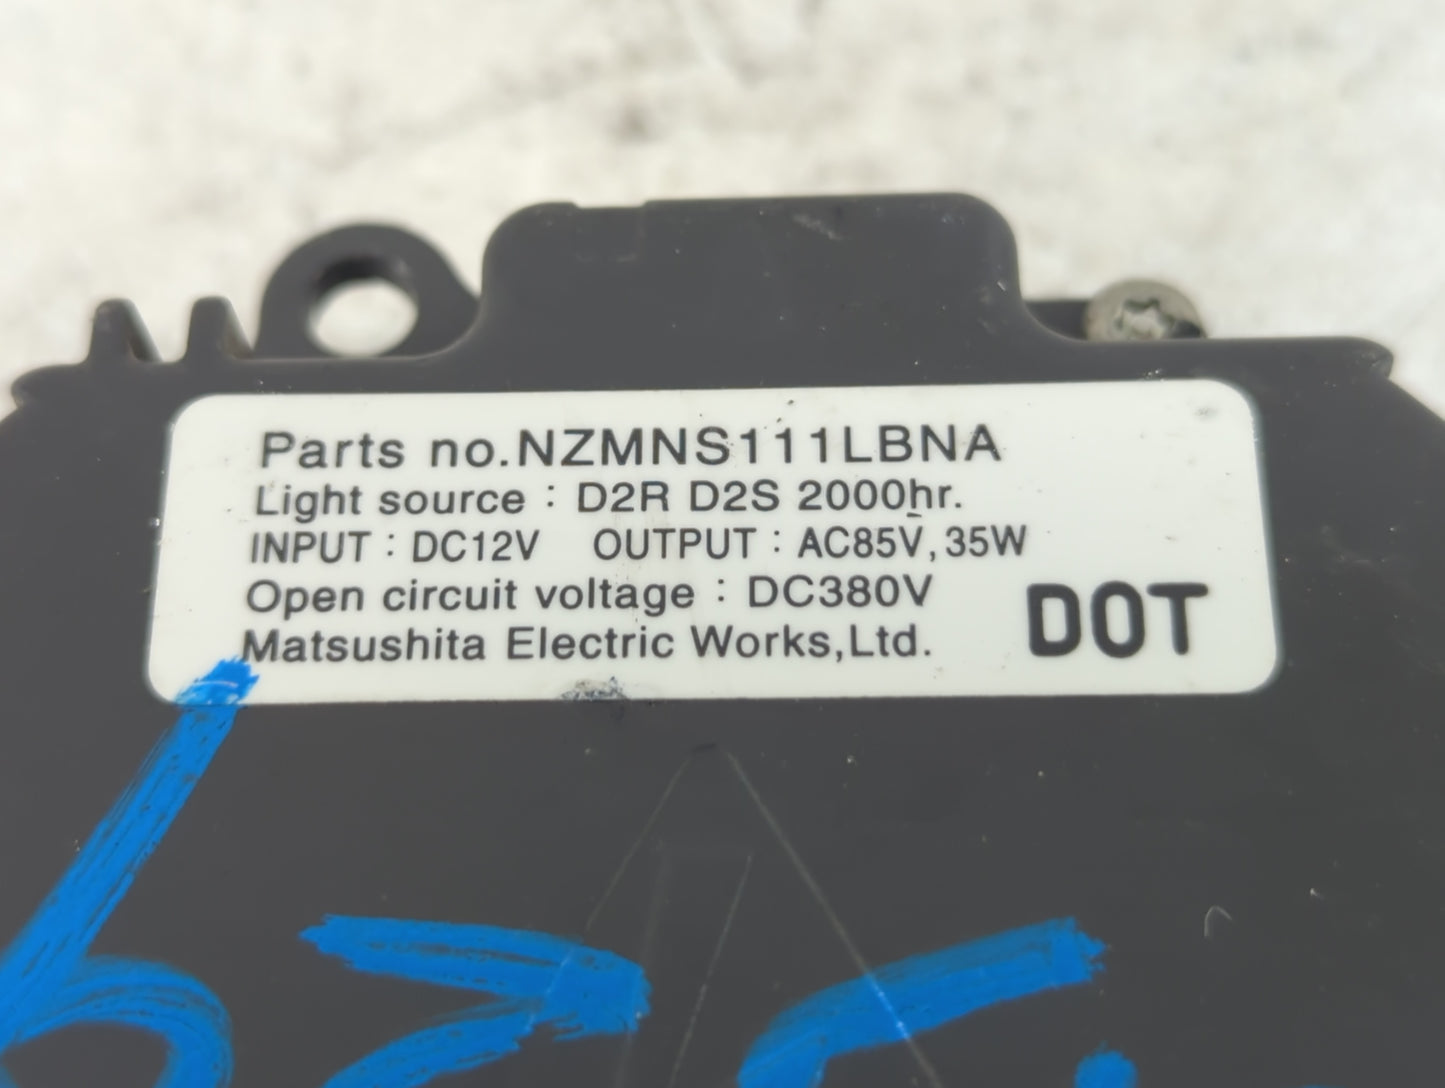 Parts no.NZMNS111LBNA
Light source : D2R D2S 2000hr.
INPUT : DC12V OUTPUT : AC85V, 35W
Open circuit voltage : DC380V
Matsushita Electric Works,Ltd.
DOT